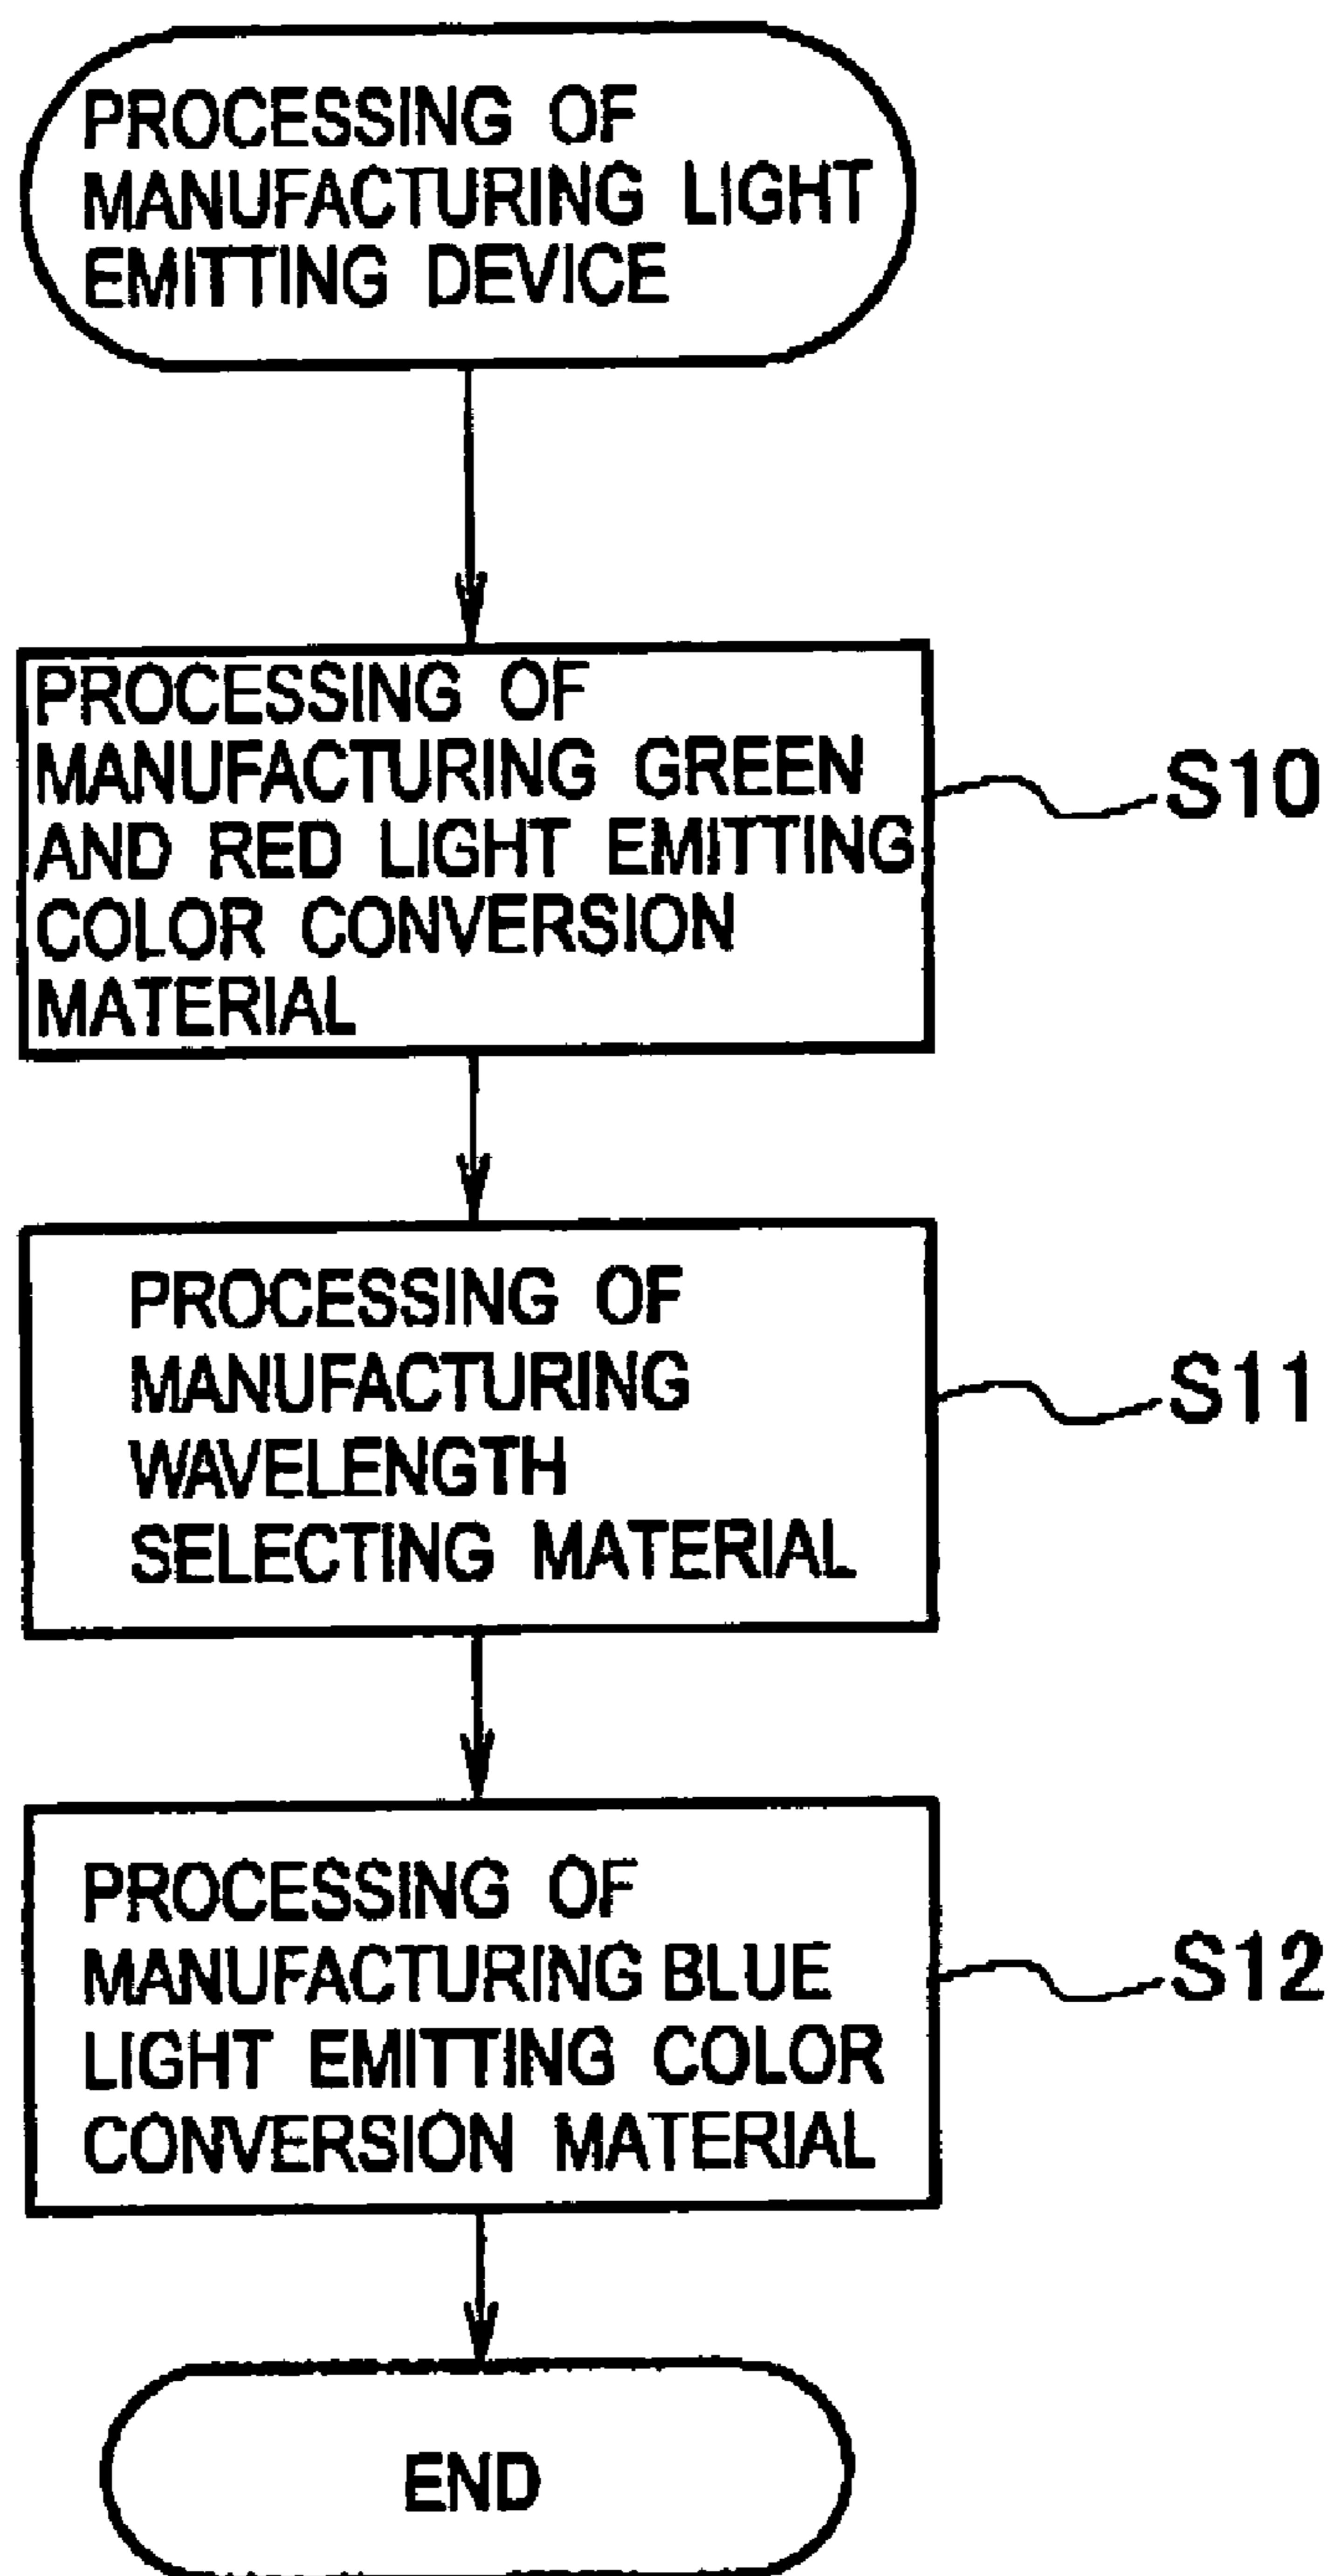 PROCESSING OF
MANUFACTURING LIGHT
EMITTING DEVICE
PROCESSING OF
MANUFACTURING GREEN
AND RED LIGHT EMITTING
COLOR CONVERSION
MATERIAL
S10
PROCESSING OF
MANUFACTURING
WAVELENGTH
SELECTING MATERIAL
S11
PROCESSING OF
MANUFACTURING BLUE
LIGHT EMITTING COLOR
CONVERSION MATERIAL
S12
END